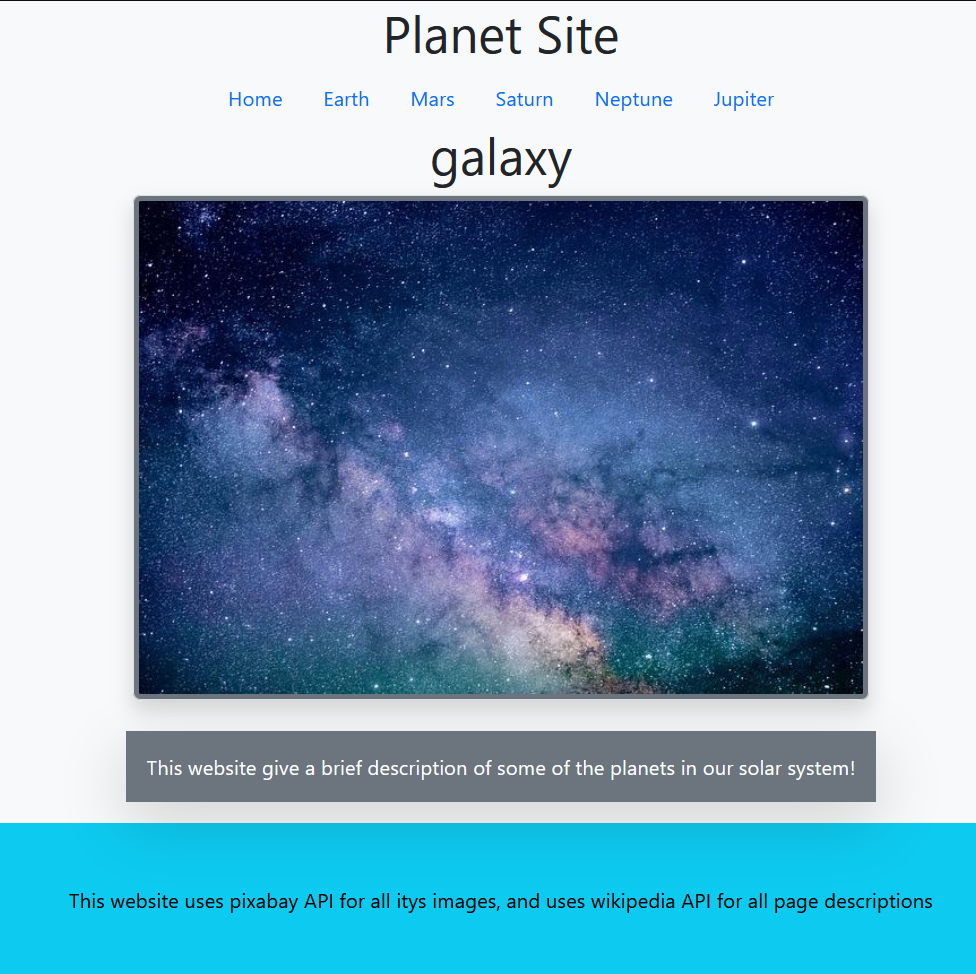 Planet Site
Home Earth Mars Saturn Neptune Jupiter
galaxy
This website give a brief description of some of the planets in our solar system!
This website uses pixabay API for all itys images, and uses wikipedia API for all page descriptions